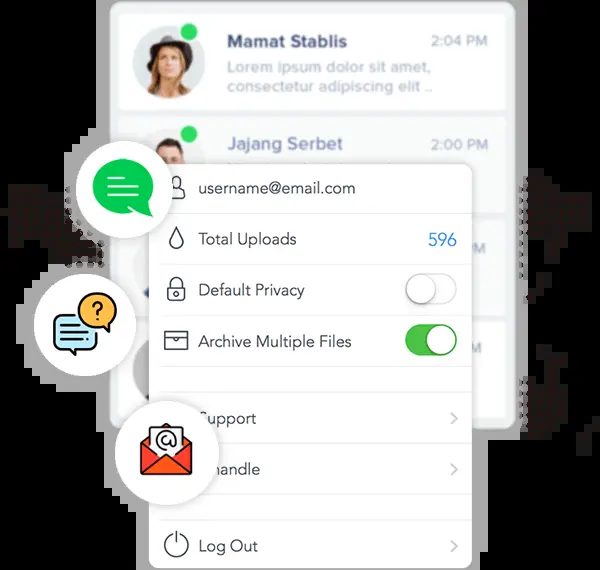 Mamat Stablis 2:04 PM
Lorem ipsum dolor sit amet,
consectetur adipiscing elit ..
Jajang Serbet 2:00 PM
username@email.com
Total Uploads 596
Default Privacy
Archive Multiple Files
Support
handle
Log Out